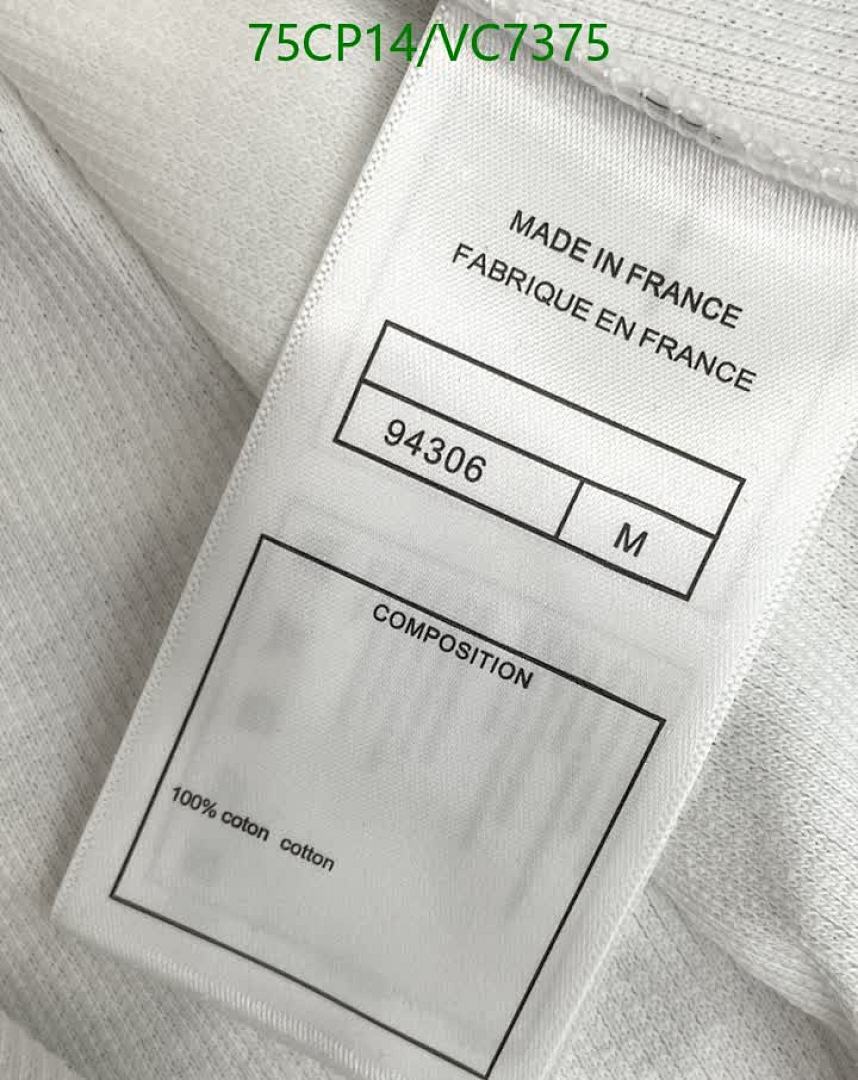 75CP14/VC7375
MADE IN FRANCE
FABRIQUE EN FRANCE
94306
M
COMPOSITION
100% coton cotton